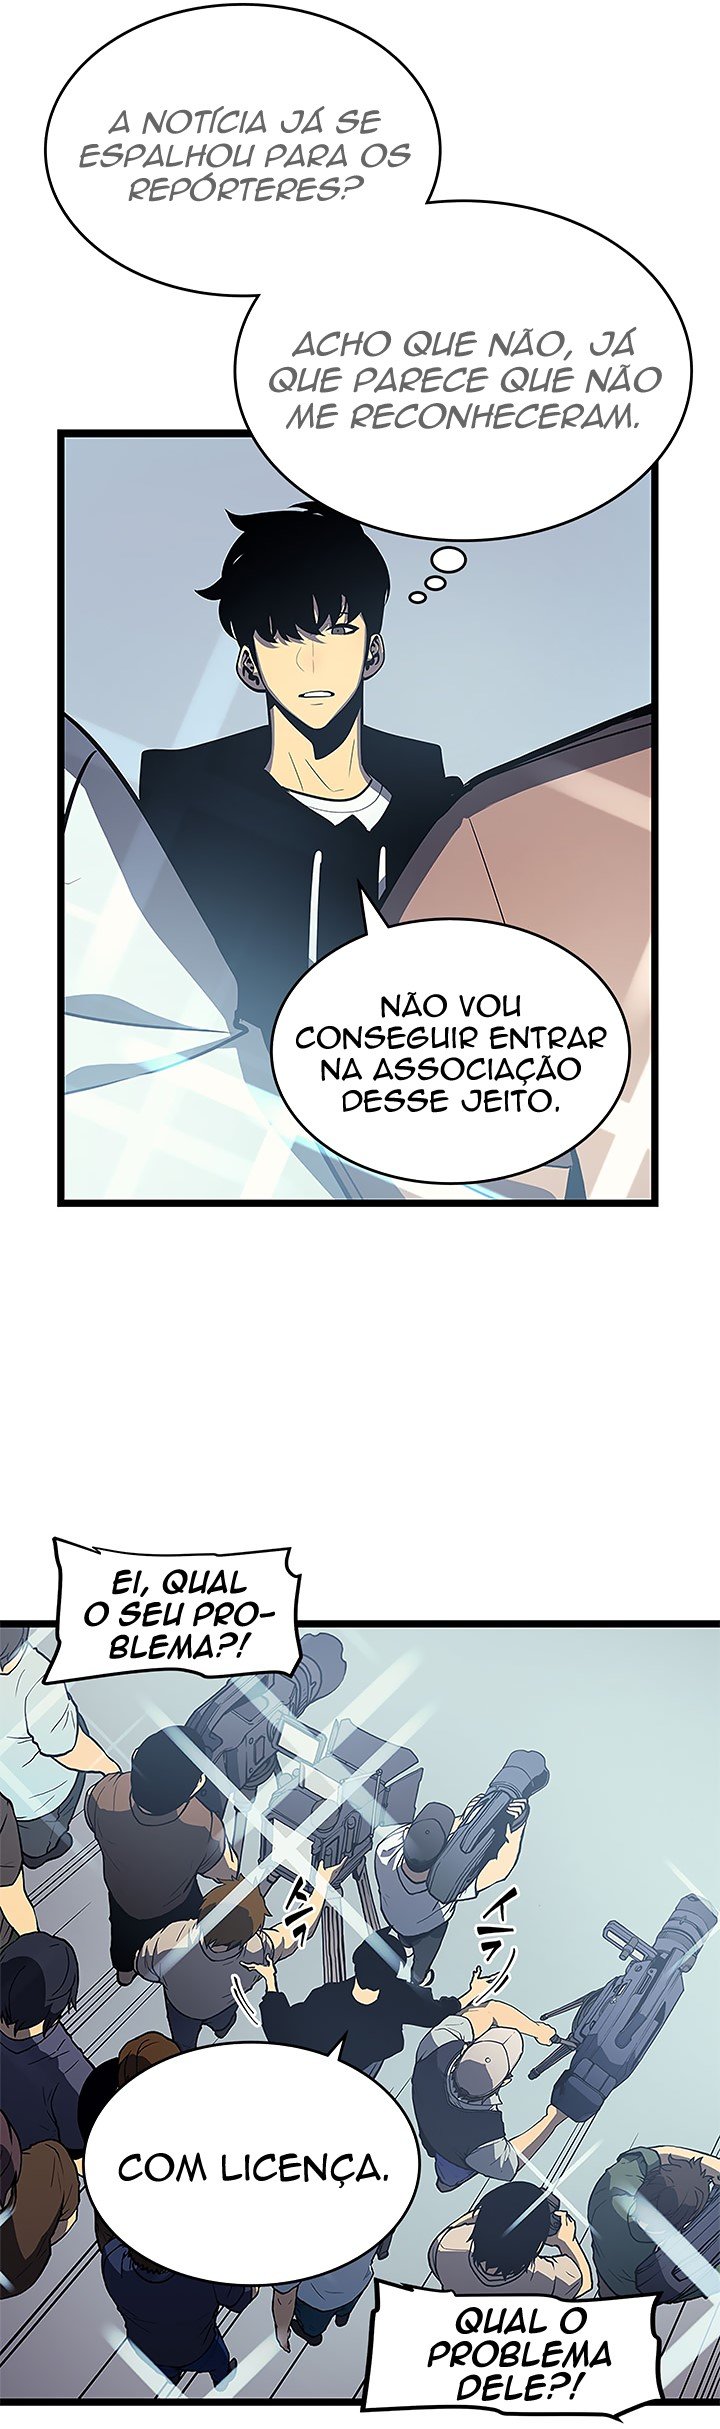 A NOTÍCIA JÁ SE
ESPALHOU PARA OS
REPÓRTERES?
ACHO QUE NÃO, JÁ
QUE PARECE QUE NÃO
ME RECONHECERAM.
NÃO VOU
CONSEGUIR ENTRAR
NA ASSOCIAÇÃO
DESSE JEITO.
EI, QUAL
O SEU PRO-
BLEMA?!
COM LICENÇA.
QUAL O
PROBLEMA
DELE?!